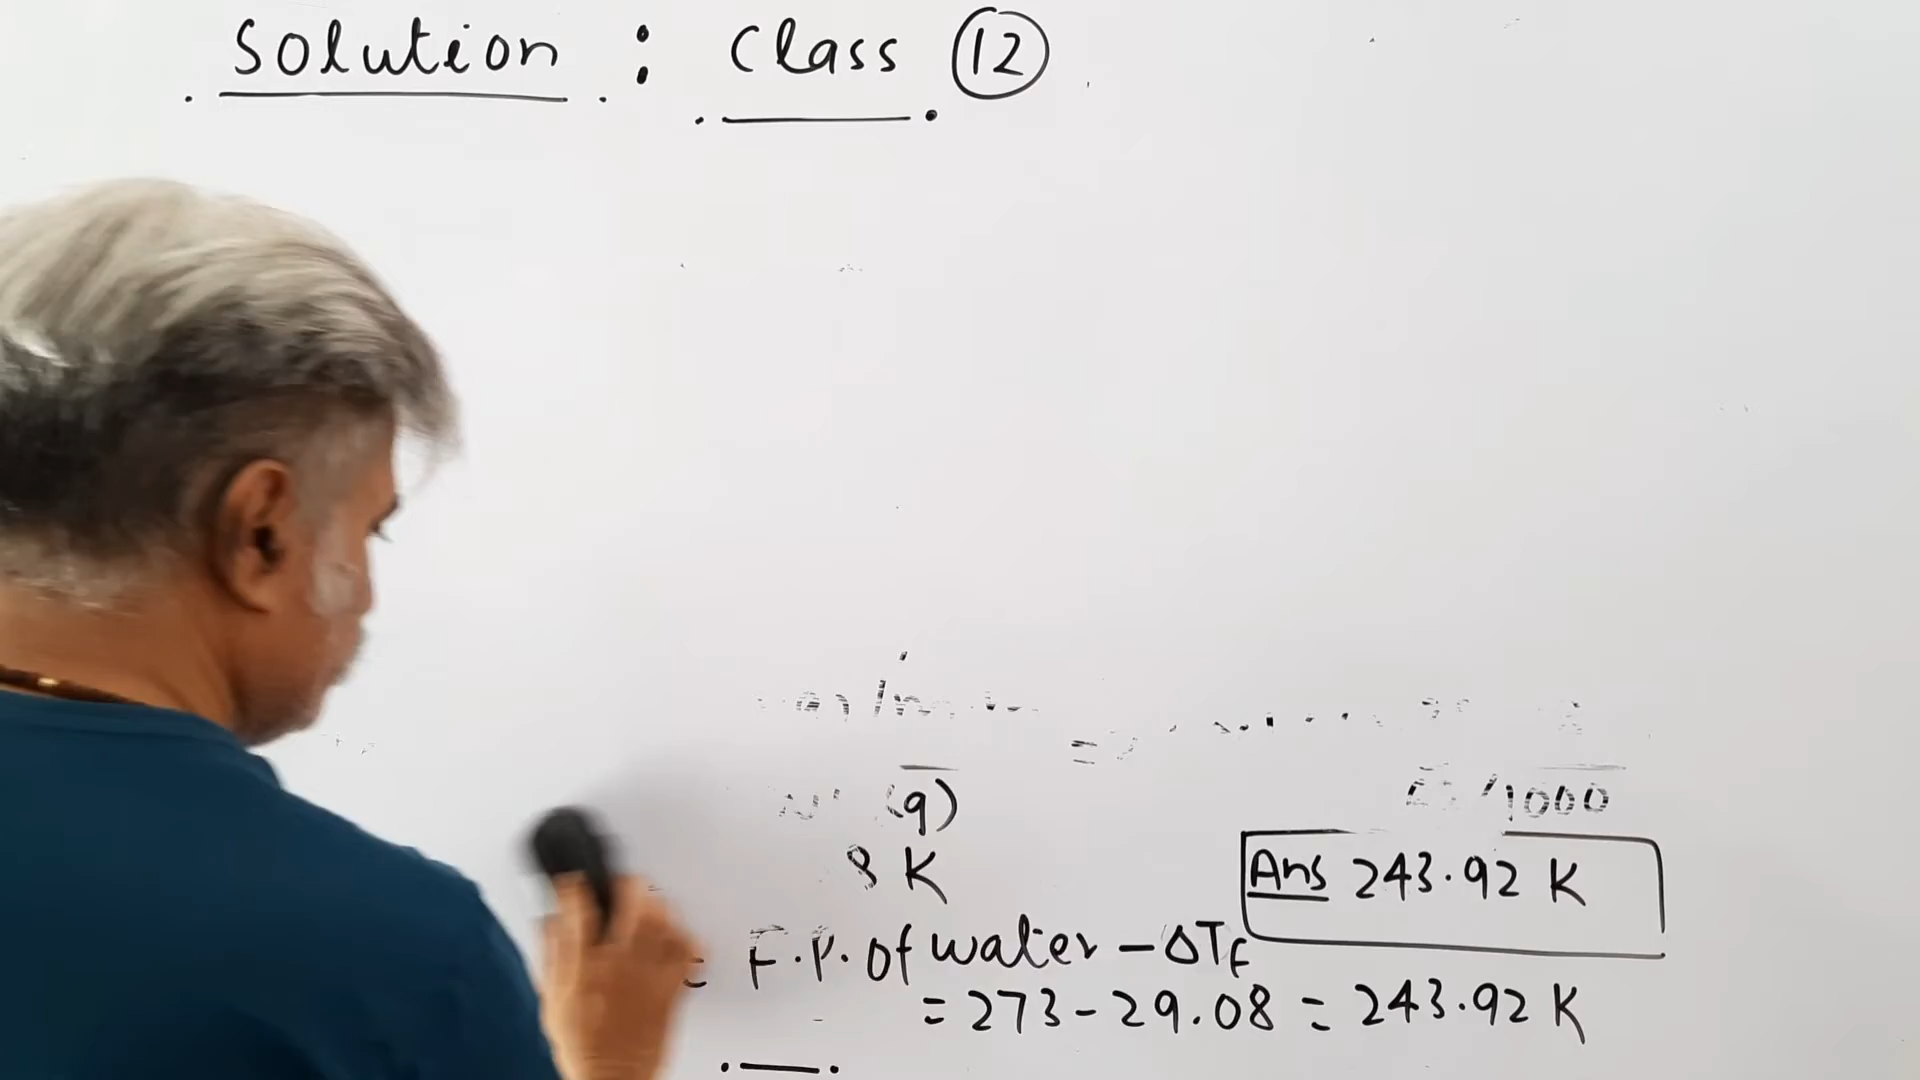 Solution : Class 12
=
(g)
1000
8 K
Ans 243.92 K
= F.P. of water - ΔTf
= 273 - 29.08 = 243.92 K